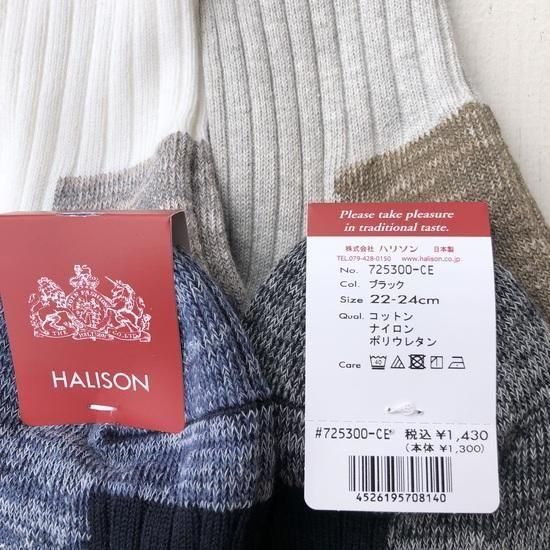 HALISON
Please take pleasure
in traditional taste.
株式会社 ハリソン 日本製
TEL.079-428-0150 www.halison.co.jp
No. 725300-CE
Col. ブラック
Size 22-24cm
Qual. コットン
ナイロン
ポリウレタン
Care
#725300-CE 税込 ¥1,430
(本体 ¥1,300)
4526195708140